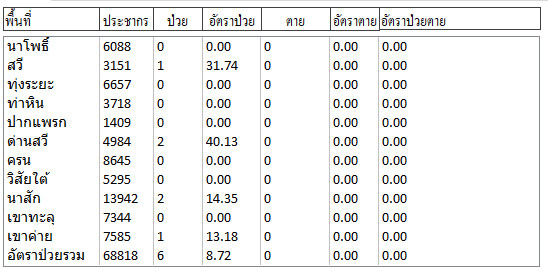 พื้นที่ ประชากร ป่วย อัตราป่วย ตาย อัตราตาย อัตราป่วยตาย
นาโพธิ์ 6088 0 0.00 0 0.00 0.00
สวี 3151 1 31.74 0 0.00 0.00
ทุ่งระยะ 6657 0 0.00 0 0.00 0.00
ท่าหิน 3718 0 0.00 0 0.00 0.00
ปากแพรก 1409 0 0.00 0 0.00 0.00
ด่านสวี 4984 2 40.13 0 0.00 0.00
ครน 8645 0 0.00 0 0.00 0.00
วิสัยใต้ 5295 0 0.00 0 0.00 0.00
นาสัก 13942 2 14.35 0 0.00 0.00
เขาทะลุ 7344 0 0.00 0 0.00 0.00
เขาค่าย 7585 1 13.18 0 0.00 0.00
อัตราป่วยรวม 68818 6 8.72 0 0.00 0.00